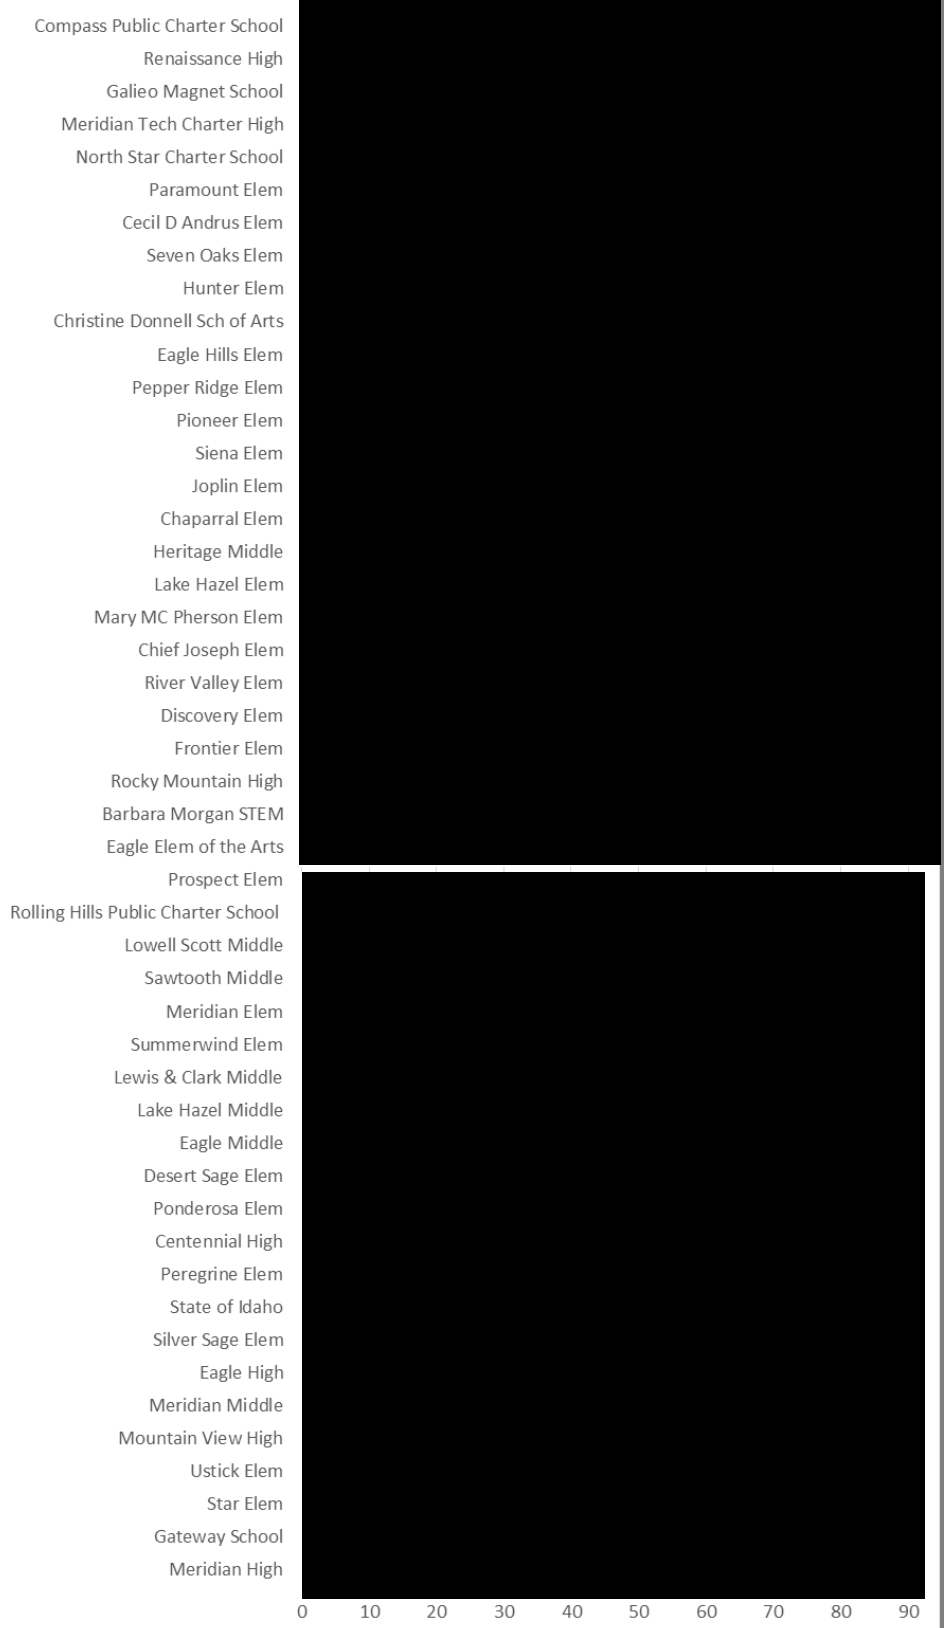 Compass Public Charter School
Renaissance High
Galieo Magnet School
Meridian Tech Charter High
North Star Charter School
Paramount Elem
Cecil D Andrus Elem
Seven Oaks Elem
Hunter Elem
Christine Donnell Sch of Arts
Eagle Hills Elem
Pepper Ridge Elem
Pioneer Elem
Siena Elem
Joplin Elem
Chaparral Elem
Heritage Middle
Lake Hazel Elem
Mary MC Pherson Elem
Chief Joseph Elem
River Valley Elem
Discovery Elem
Frontier Elem
Rocky Mountain High
Barbara Morgan STEM
Eagle Elem of the Arts
Prospect Elem
Rolling Hills Public Charter School
Lowell Scott Middle
Sawtooth Middle
Meridian Elem
Summerwind Elem
Lewis & Clark Middle
Lake Hazel Middle
Eagle Middle
Desert Sage Elem
Ponderosa Elem
Centennial High
Peregrine Elem
State of Idaho
Silver Sage Elem
Eagle High
Meridian Middle
Mountain View High
Ustick Elem
Star Elem
Gateway School
Meridian High
0 10 20 30 40 50 60 70 80 90